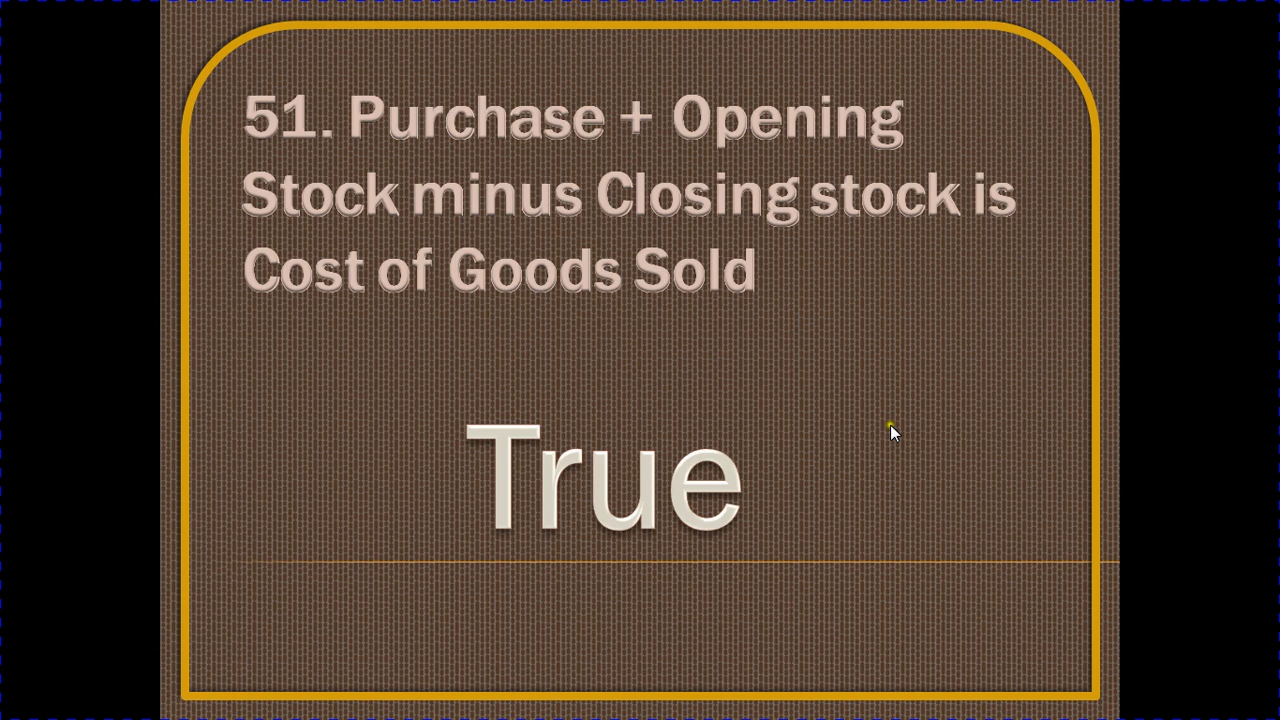 51. Purchase + Opening
Stock minus Closing stock is
Cost of Goods Sold
True